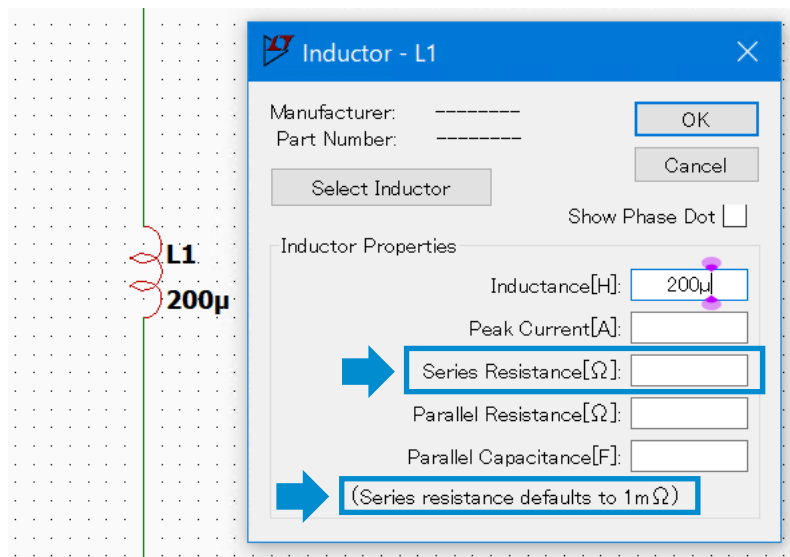 Inductor - L1
Manufacturer: --------
Part Number: --------
OK
Cancel
Select Inductor
Show Phase Dot
Inductor Properties
L1
200µ
Inductance[H]: 200µ
Peak Current[A]:
Series Resistance[Ω]:
Parallel Resistance[Ω]:
Parallel Capacitance[F]:
(Series resistance defaults to 1mΩ)